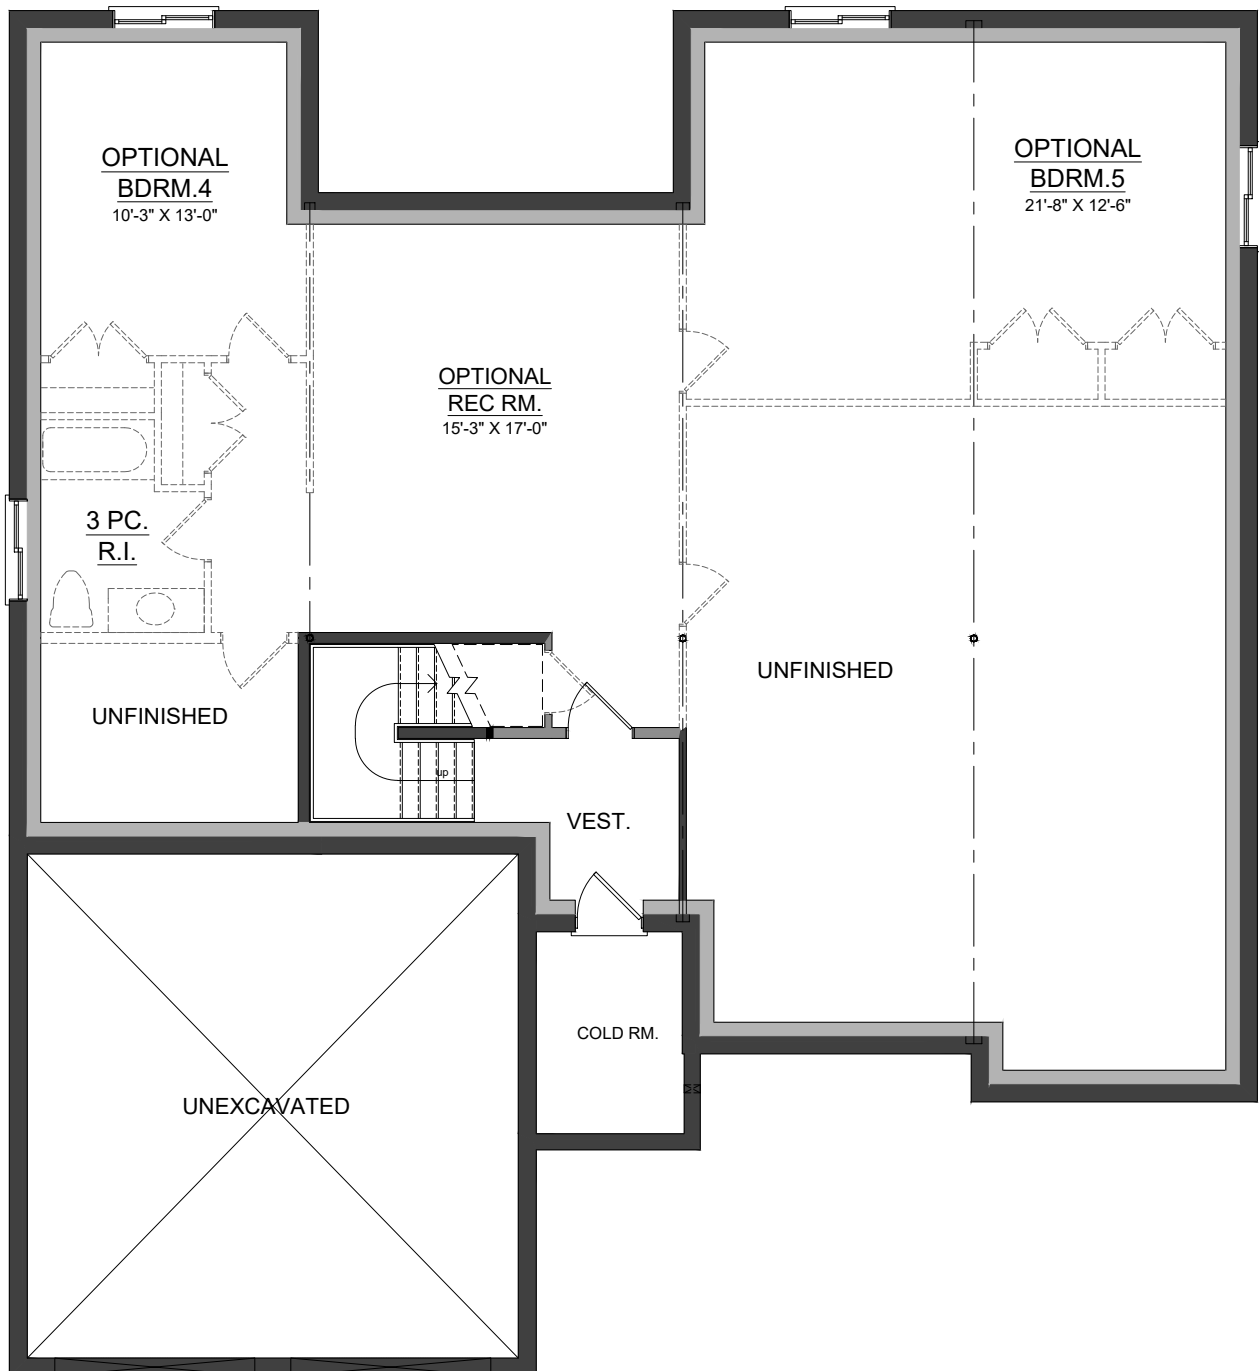 OPTIONAL
BDRM.4
10'-3" X 13'-0"
OPTIONAL
BDRM.5
21'-8" X 12'-6"
OPTIONAL
REC RM.
15'-3" X 17'-0"
3 PC.
R.I.
UNFINISHED
UNFINISHED
up
VEST.
COLD RM.
UNEXCAVATED